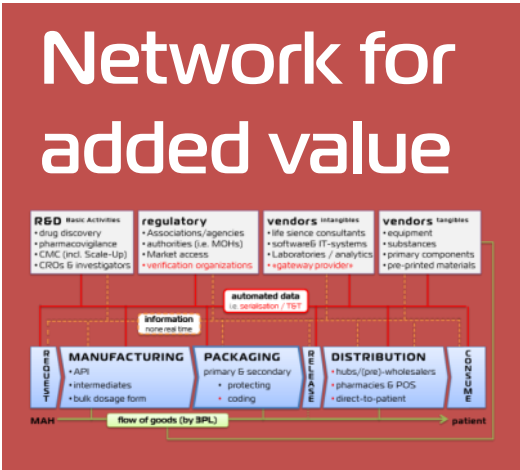 Network for
added value
R&D Basic Activities
• drug discovery
• pharmacovigilance
• CMC (incl. Scale-Up)
• CROs & investigators
regulatory
• Associations/agencies
• authorities (i.e. MOHs)
• Market access
• verification organizations
vendors intangibles
• life sience consultants
• software& IT-systems
• Laboratories / analytics
• «gateway provider»
vendors tangibles
• equipment
• substances
• primary components
• pre-printed materials
automated data
i.e. serialisation / T&T
information
none real time
REQUEST
MANUFACTURING
• API
• intermediates
• bulk dosage form
PACKAGING
primary & secondary
• protecting
• coding
RELEASE
DISTRIBUTION
• hubs/(pre)-wholesalers
• pharmacies & POS
• direct-to-patient
CONSUME
MAH
flow of goods (by 3PL)
patient